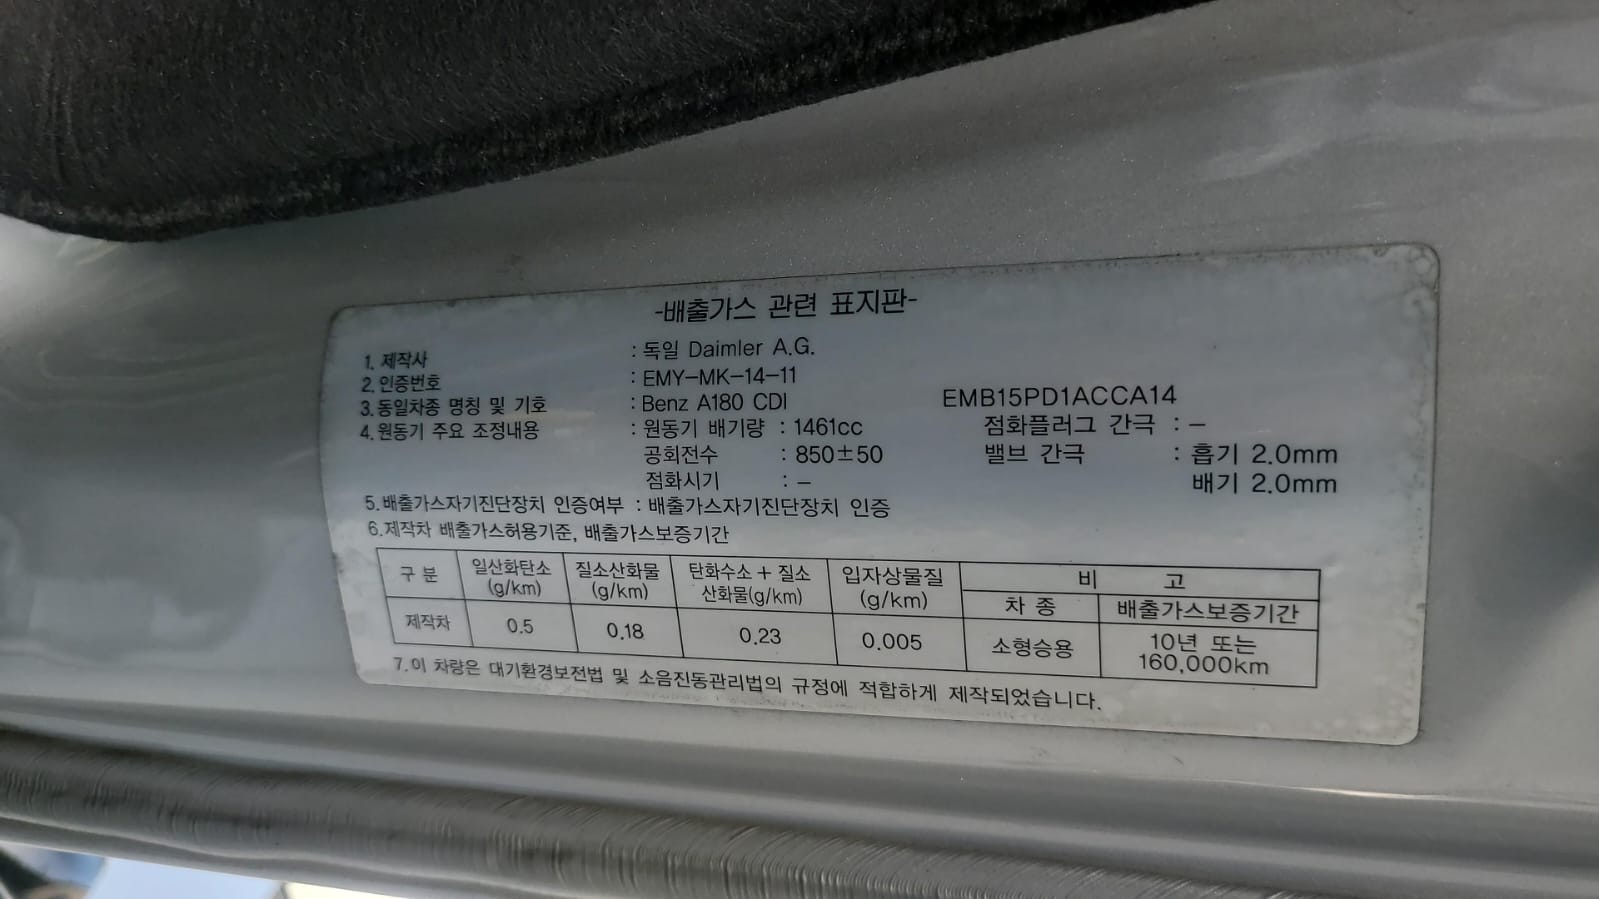 -배출가스 관련 표지판-
1. 제작사 : 독일 Daimler A.G.
2. 인증번호 : EMY-MK-14-11
3. 동일차종 명칭 및 기호 : Benz A180 CDI EMB15PD1ACCA14
4. 원동기 주요 조정내용 : 원동기 배기량 : 1461cc 점화플러그 간극 : -
공회전수 : 850±50 밸브 간극 : 흡기 2.0mm
점화시기 : - 배기 2.0mm
5. 배출가스자기진단장치 인증여부 : 배출가스자기진단장치 인증
6. 제작차 배출가스허용기준, 배출가스보증기간
구 분 일산화탄소 (g/km) 질소산화물 (g/km) 탄화수소 + 질소 산화물(g/km) 입자상물질 (g/km) 비 고
차 종 배출가스보증기간
제작차 0.5 0.18 0.23 0.005 소형승용 10년 또는 160,000km
7. 이 차량은 대기환경보전법 및 소음진동관리법의 규정에 적합하게 제작되었습니다.